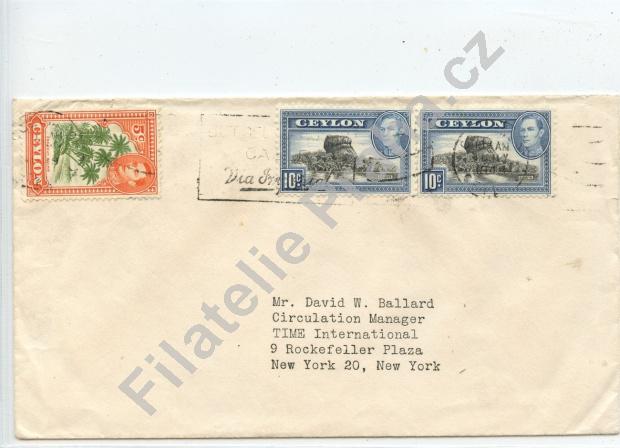 CEYLON
5c
CEYLON
10c
CEYLON
10c
Via
Mr. David W. Ballard
Circulation Manager
TIME International
9 Rockefeller Plaza
New York 20, New York
Filatelie Praga.cz